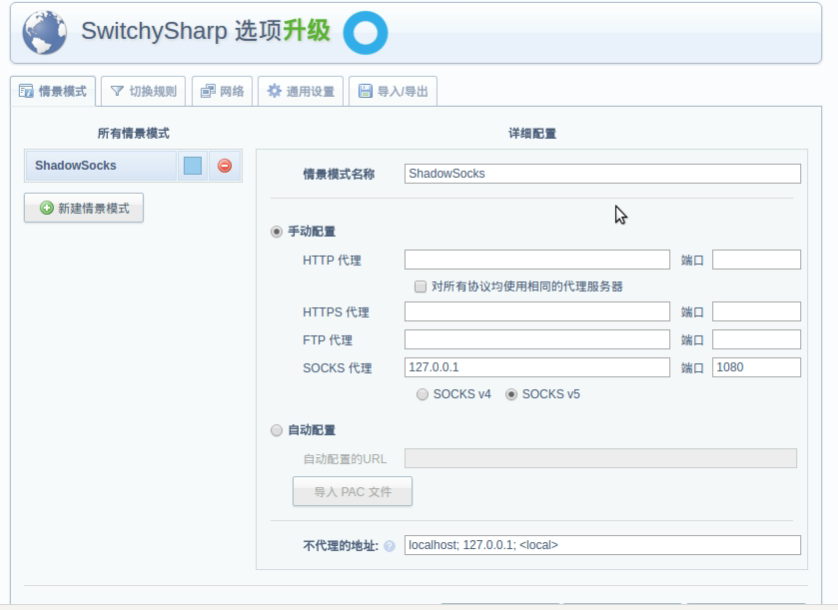 SwitchySharp 选项升级
情景模式 切换规则 网络 通用设置 导入/导出
所有情景模式
ShadowSocks
新建情景模式
详细配置
情景模式名称 ShadowSocks
手动配置
HTTP 代理 端口
对所有协议均使用相同的代理服务器
HTTPS 代理 端口
FTP 代理 端口
SOCKS 代理 127.0.0.1 端口 1080
SOCKS v4 SOCKS v5
自动配置
自动配置的URL
导入 PAC 文件
不代理的地址: ? localhost; 127.0.0.1; <local>